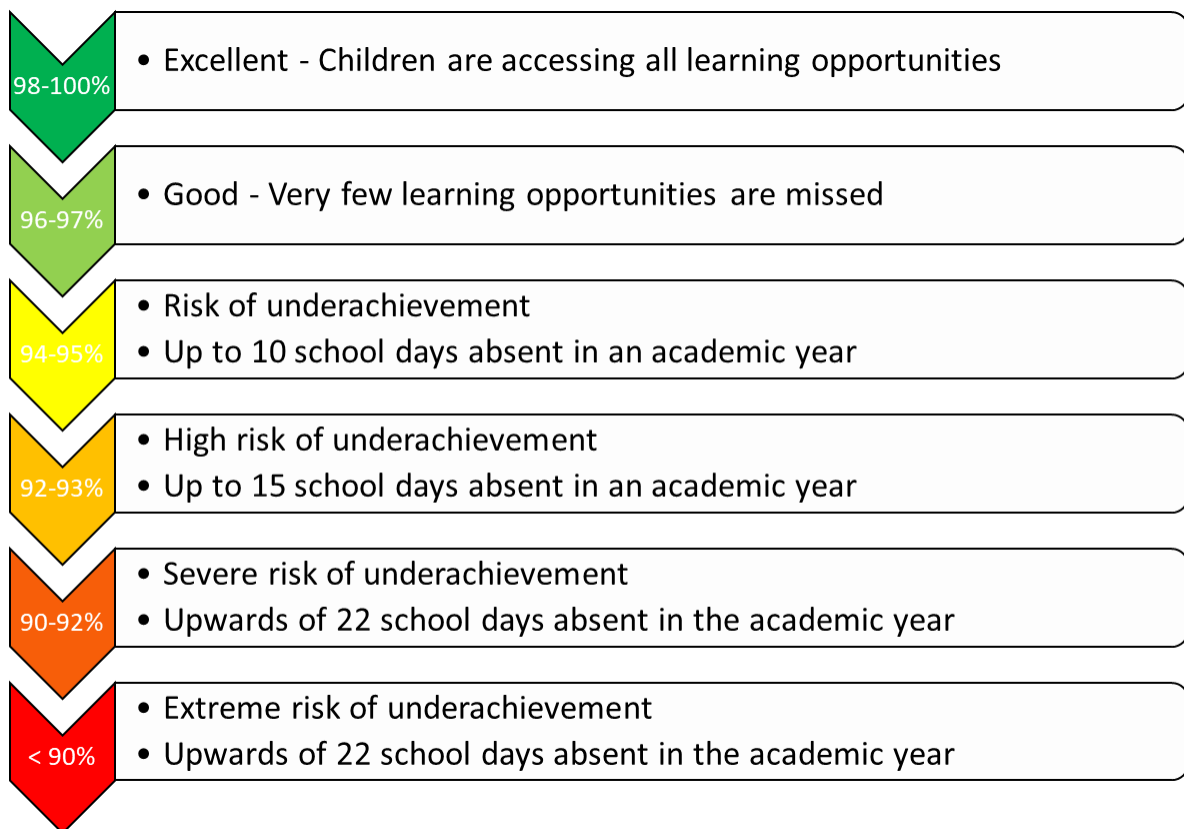 98-100%
• Excellent - Children are accessing all learning opportunities
96-97%
• Good - Very few learning opportunities are missed
94-95%
• Risk of underachievement
• Up to 10 school days absent in an academic year
92-93%
• High risk of underachievement
• Up to 15 school days absent in an academic year
90-92%
• Severe risk of underachievement
• Upwards of 22 school days absent in the academic year
< 90%
• Extreme risk of underachievement
• Upwards of 22 school days absent in the academic year